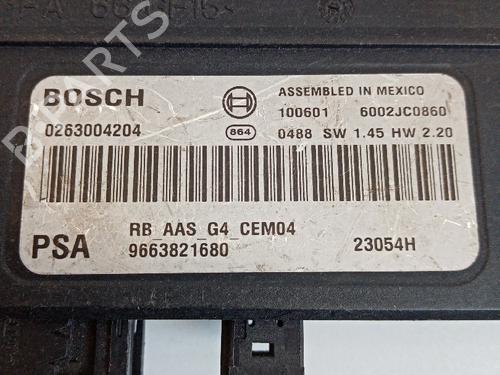 BOSCH
ASSEMBLED IN MEXICO
100601 6002JC0860
0263004204
864
0488 SW 1.45 HW 2.20
RB_AAS_G4_CEM04
PSA
9663821680
23054H
PARTS